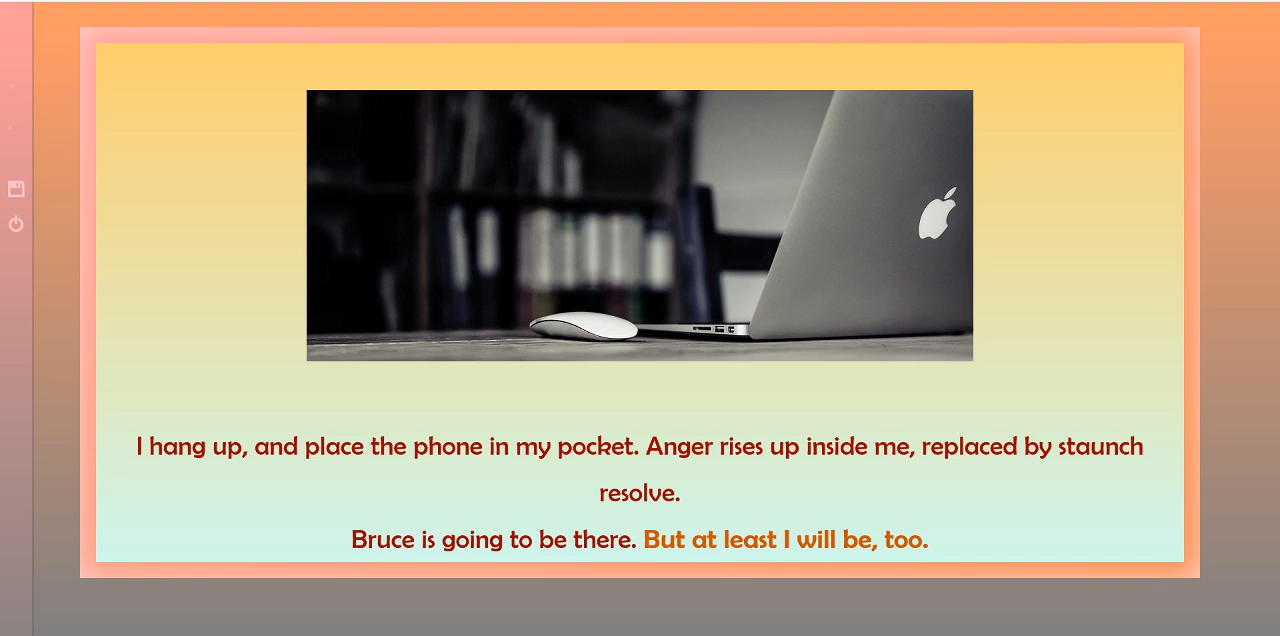 I hang up, and place the phone in my pocket. Anger rises up inside me, replaced by staunch
resolve.
Bruce is going to be there. But at least I will be, too.